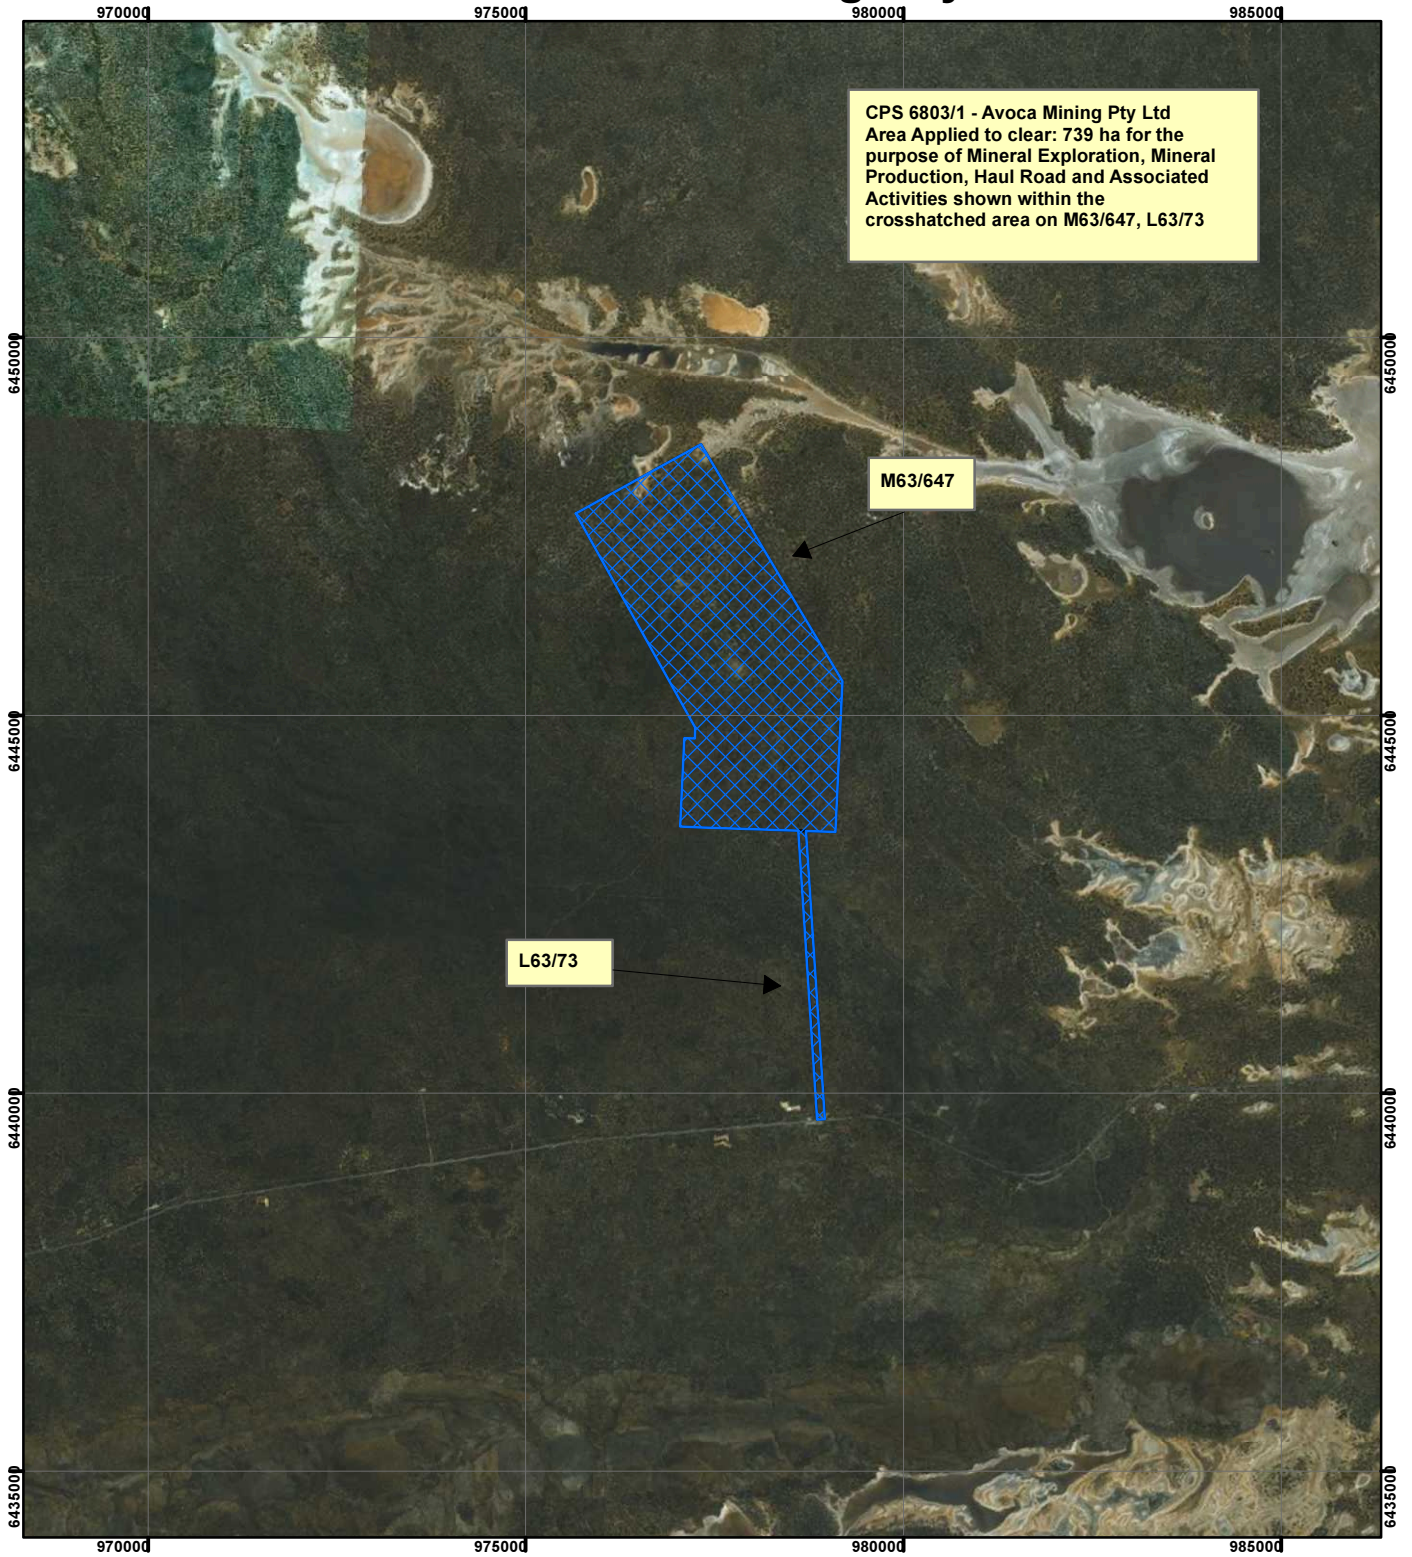 970000 975000 980000 985000
CPS 6803/1 - Avoca Mining Pty Ltd
Area Applied to clear: 739 ha for the
purpose of Mineral Exploration, Mineral
Production, Haul Road and Associated
Activities shown within the
crosshatched area on M63/647, L63/73
6450000 6450000
M63/647
6445000 6445000
L63/73
6440000 6440000
6435000 6435000
970000 975000 980000 985000